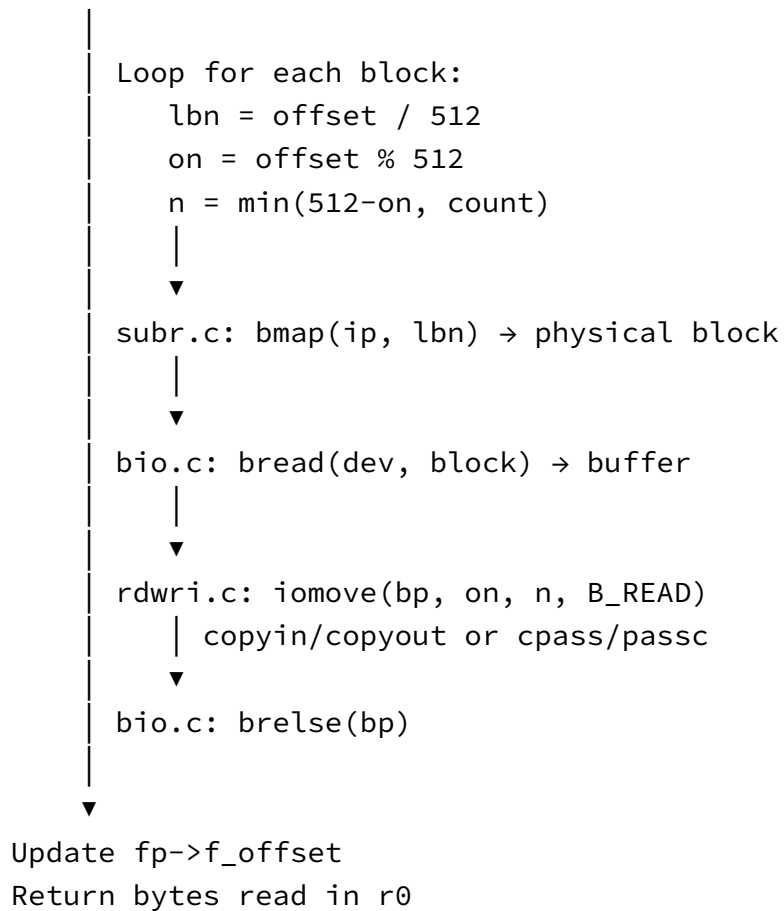 Loop for each block:
lbn = offset / 512
on = offset % 512
n = min(512-on, count)
subr.c: bmap(ip, lbn) → physical block
bio.c: bread(dev, block) → buffer
rdwri.c: iomove(bp, on, n, B_READ)
copyin/copyout or cpass/passc
bio.c: brelse(bp)
Update fp->f_offset
Return bytes read in r0